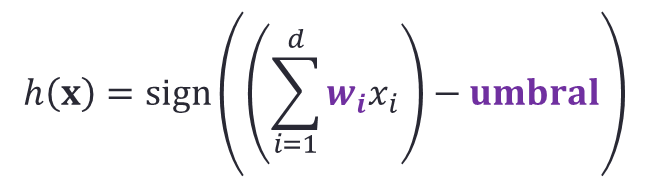 h(x) = sign((∑_{i=1}^{d} w_i x_i) − umbral)